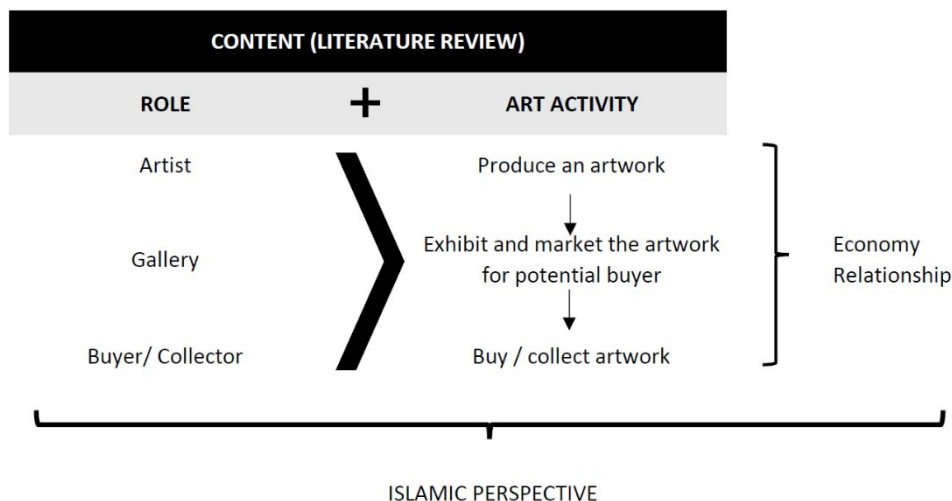 CONTENT (LITERATURE REVIEW)
ROLE + ART ACTIVITY
Artist
Produce an artwork
Gallery
Exhibit and market the artwork
for potential buyer
Economy
Relationship
Buyer/ Collector
Buy / collect artwork
ISLAMIC PERSPECTIVE